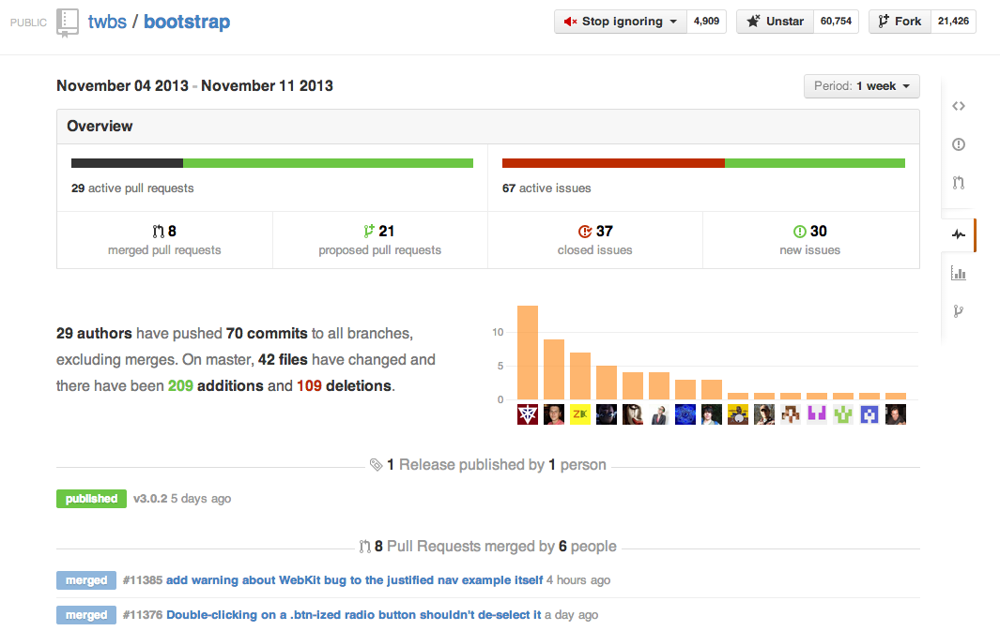 PUBLIC twbs / bootstrap Stop ignoring 4,909 Unstar 60,754 Fork 21,426
November 04 2013 - November 11 2013 Period: 1 week
Overview
29 active pull requests 67 active issues
8 21 37 30
merged pull requests proposed pull requests closed issues new issues
29 authors have pushed 70 commits to all branches,
excluding merges. On master, 42 files have changed and
there have been 209 additions and 109 deletions.
10
5
0
ZK
1 Release published by 1 person
published v3.0.2 5 days ago
8 Pull Requests merged by 6 people
merged #11385 add warning about WebKit bug to the justified nav example itself 4 hours ago
merged #11376 Double-clicking on a .btn-ized radio button shouldn't de-select it a day ago